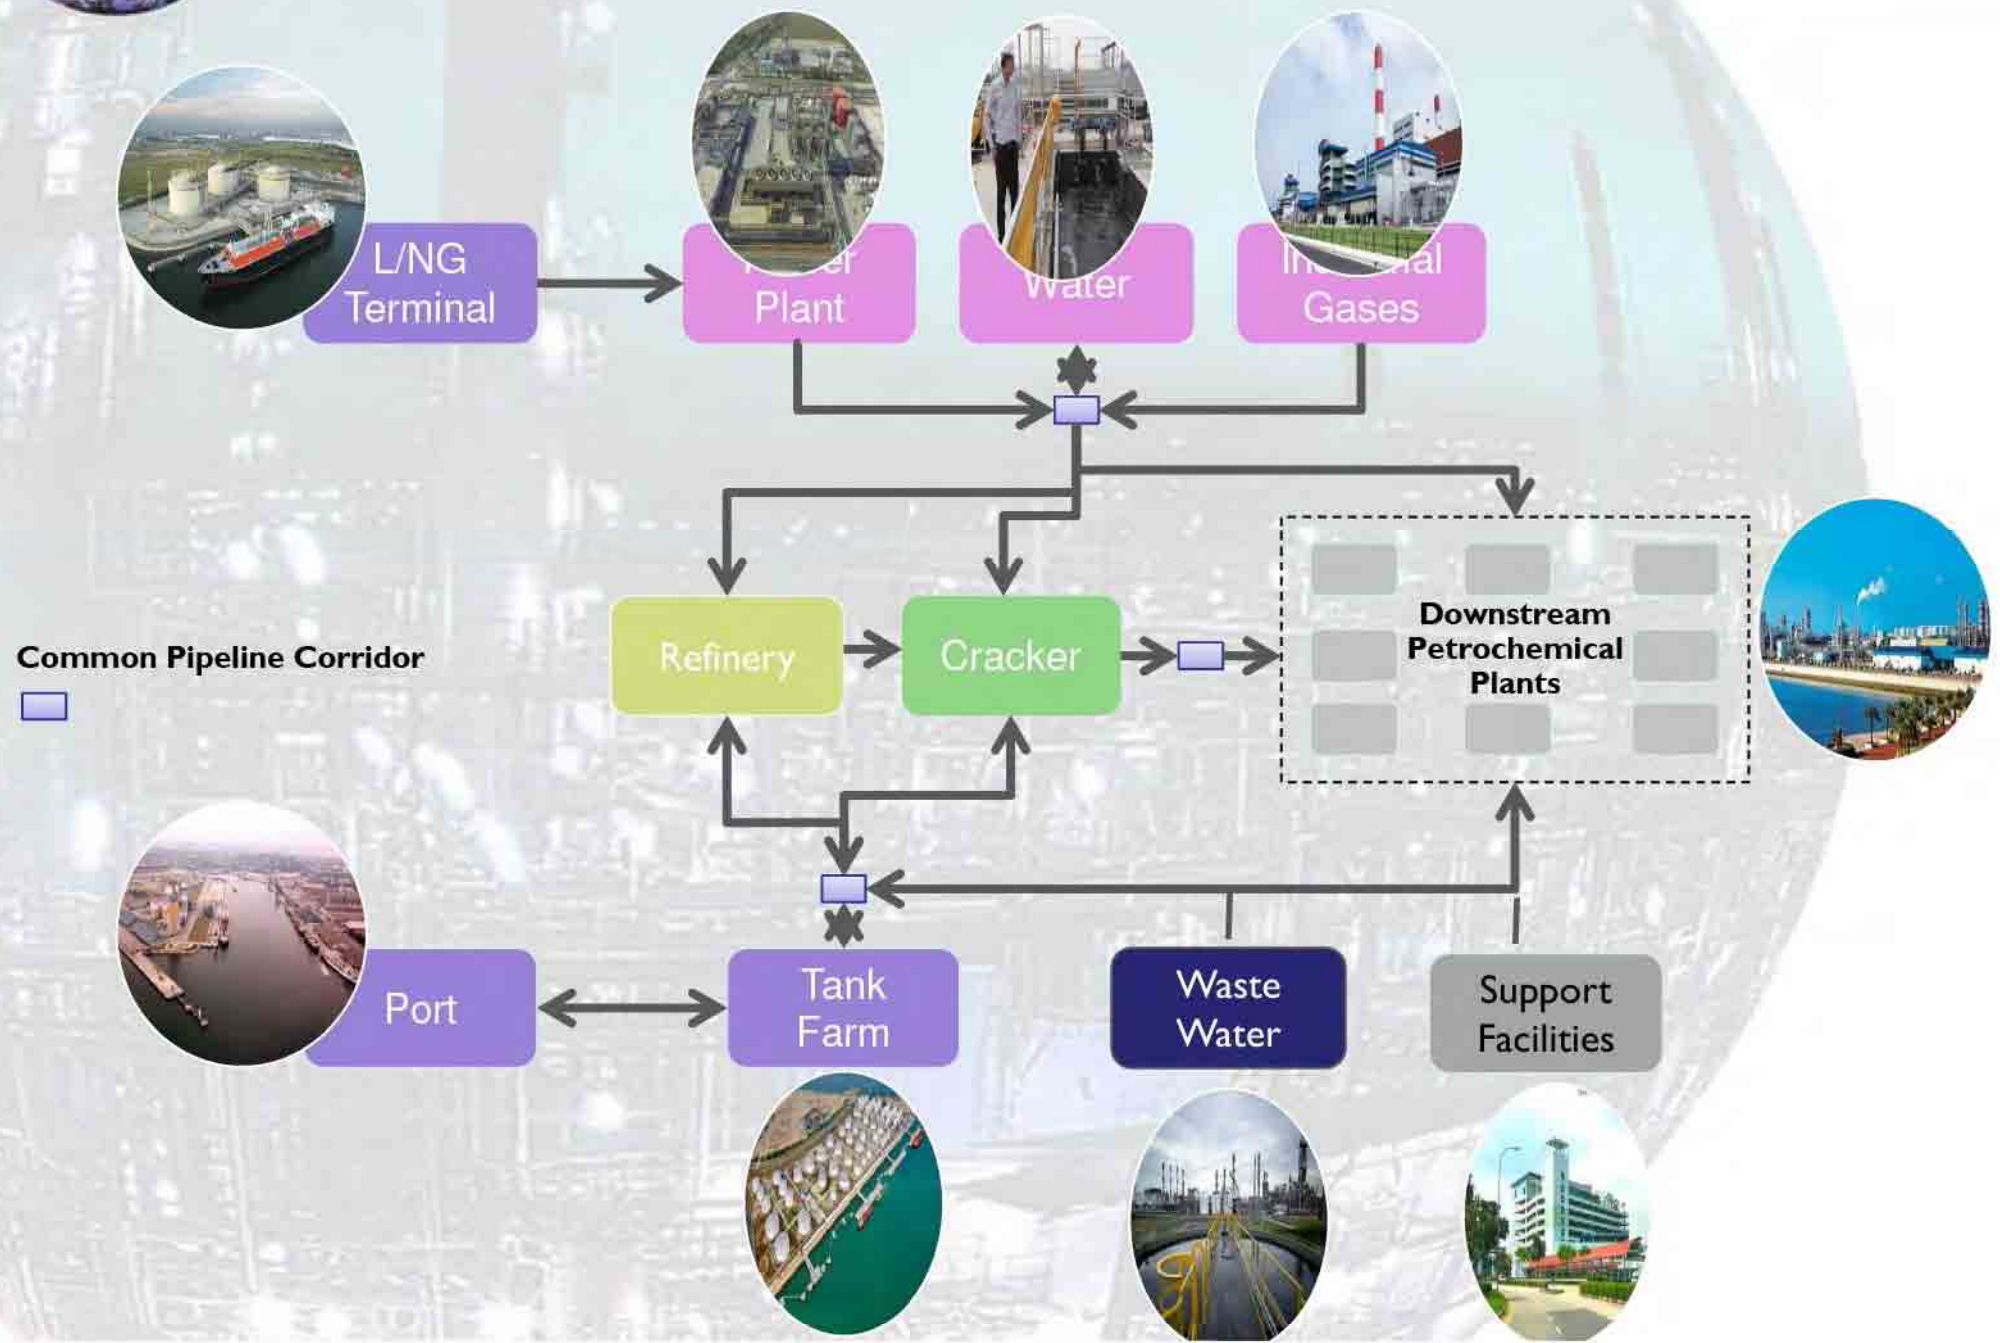 L/NG
Terminal
Plant
Water
Gases
Refinery
Cracker
Downstream
Petrochemical
Plants
Common Pipeline Corridor
Port
Tank
Farm
Waste
Water
Support
Facilities